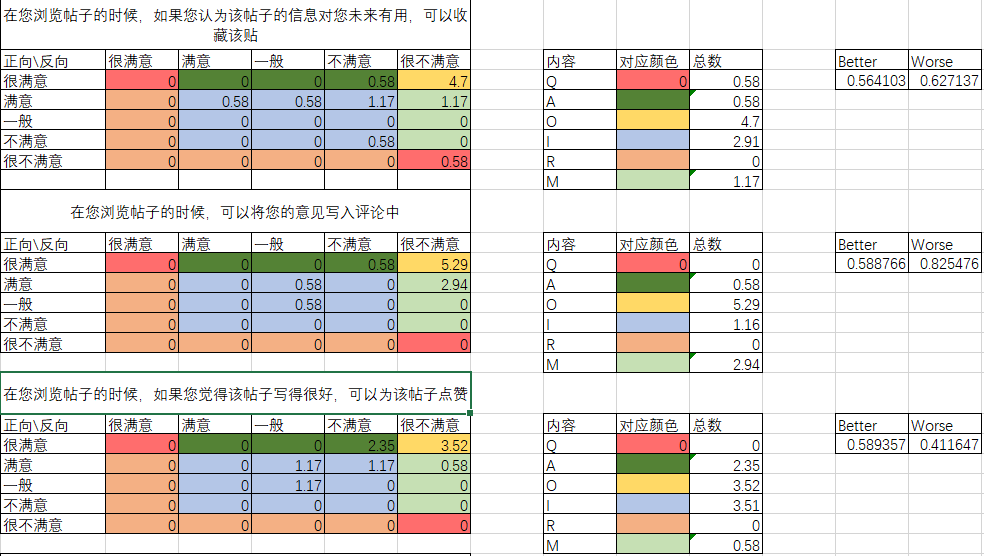 在您浏览帖子的时候，如果您认为该帖子的信息对您未来有用，可以收
藏该贴
正向\反向 很满意 满意 一般 不满意 很不满意 内容 对应颜色 总数 Better Worse
很满意 0 0 0 0.58 4.7 Q 0 0.58 0.564103 0.627137
满意 0 0.58 0.58 1.17 1.17 A 0.58
一般 0 0 0 0 0 O 4.7
不满意 0 0 0 0.58 0 I 2.91
很不满意 0 0 0 0 0.58 R 0
M 1.17
在您浏览帖子的时候，可以将您的意见写入评论中
正向\反向 很满意 满意 一般 不满意 很不满意 内容 对应颜色 总数 Better Worse
很满意 0 0 0 0.58 5.29 Q 0 0 0.588766 0.825476
满意 0 0 0.58 0 2.94 A 0.58
一般 0 0 0.58 0 0 O 5.29
不满意 0 0 0 0 0 I 1.16
很不满意 0 0 0 0 0 R 0
M 2.94
在您浏览帖子的时候，如果您觉得该帖子写得很好，可以为该帖子点赞
正向\反向 很满意 满意 一般 不满意 很不满意 内容 对应颜色 总数 Better Worse
很满意 0 0 0 2.35 3.52 Q 0 0 0.589357 0.411647
满意 0 0 1.17 1.17 0.58 A 2.35
一般 0 0 1.17 0 0 O 3.52
不满意 0 0 0 0 0 I 3.51
很不满意 0 0 0 0 0 R 0
M 0.58